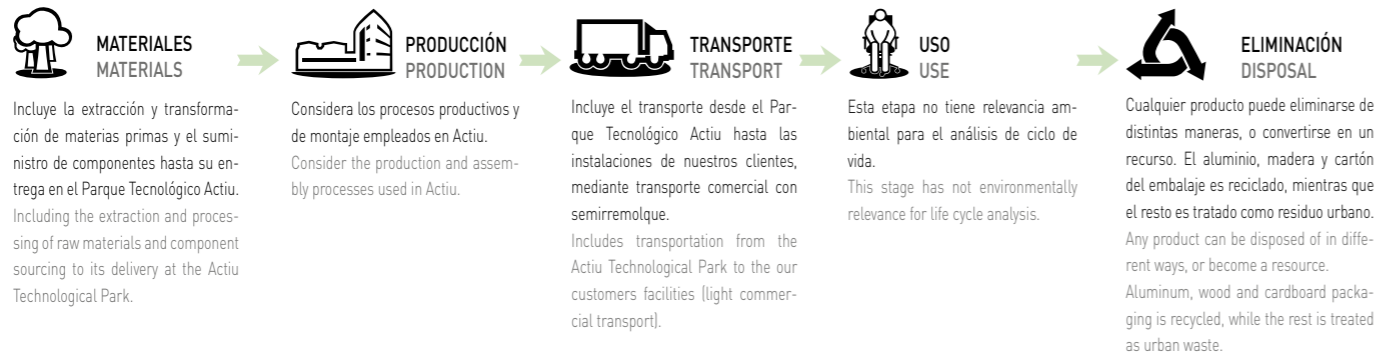 MATERIALES
MATERIALS
Incluye la extracción y transforma-
ción de materias primas y el sumi-
nistro de componentes hasta su en-
trega en el Parque Tecnológico Actiu.
Including the extraction and proces-
sing of raw materials and component
sourcing to its delivery at the Actiu
Technological Park.
PRODUCCIÓN
PRODUCTION
Considera los procesos productivos y
de montaje empleados en Actiu.
Consider the production and assem-
bly processes used in Actiu.
TRANSPORTE
TRANSPORT
Incluye el transporte desde el Par-
que Tecnológico Actiu hasta las
instalaciones de nuestros clientes,
mediante transporte comercial con
semirremolque.
Includes transportation from the
Actiu Technological Park to the our
customers facilities (light commer-
cial transport).
USO
USE
Esta etapa no tiene relevancia am-
biental para el análisis de ciclo de
vida.
This stage has not environmentally
relevance for life cycle analysis.
ELIMINACIÓN
DISPOSAL
Cualquier producto puede eliminarse de
distintas maneras, o convertirse en un
recurso. El aluminio, madera y cartón
del embalaje es reciclado, mientras que
el resto es tratado como residuo urbano.
Any product can be disposed of in diffe-
rent ways, or become a resource.
Aluminum, wood and cardboard packa-
ging is recycled, while the rest is treated
as urban waste.